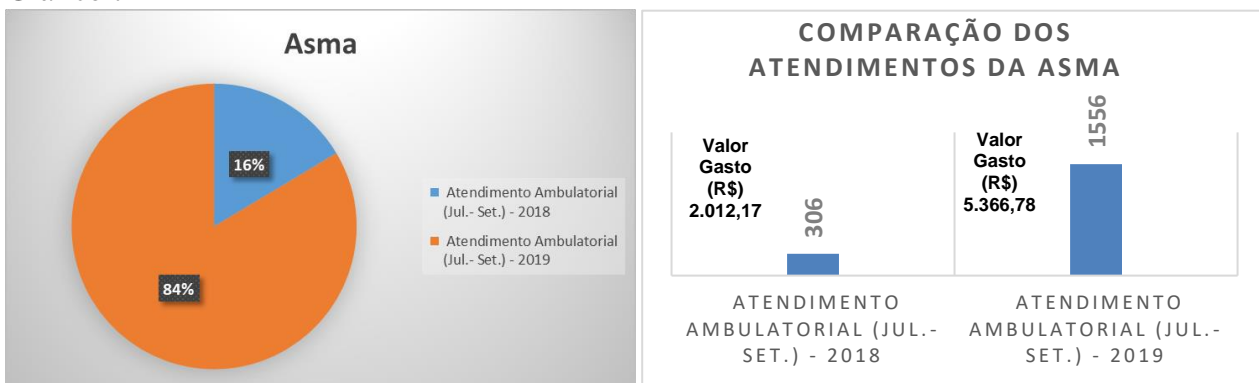 Asma
16%
84%
Atendimento Ambulatorial
(Jul.- Set.) - 2018
Atendimento Ambulatorial
(Jul.- Set.) - 2019
COMPARAÇÃO DOS
ATENDIMENTOS DA ASMA
Valor
Gasto
(R$)
2.012,17
306
Valor
Gasto
(R$)
5.366,78
1556
ATENDIMENTO
AMBULATORIAL (JUL.-
SET.) - 2018
ATENDIMENTO
AMBULATORIAL (JUL.-
SET.) - 2019